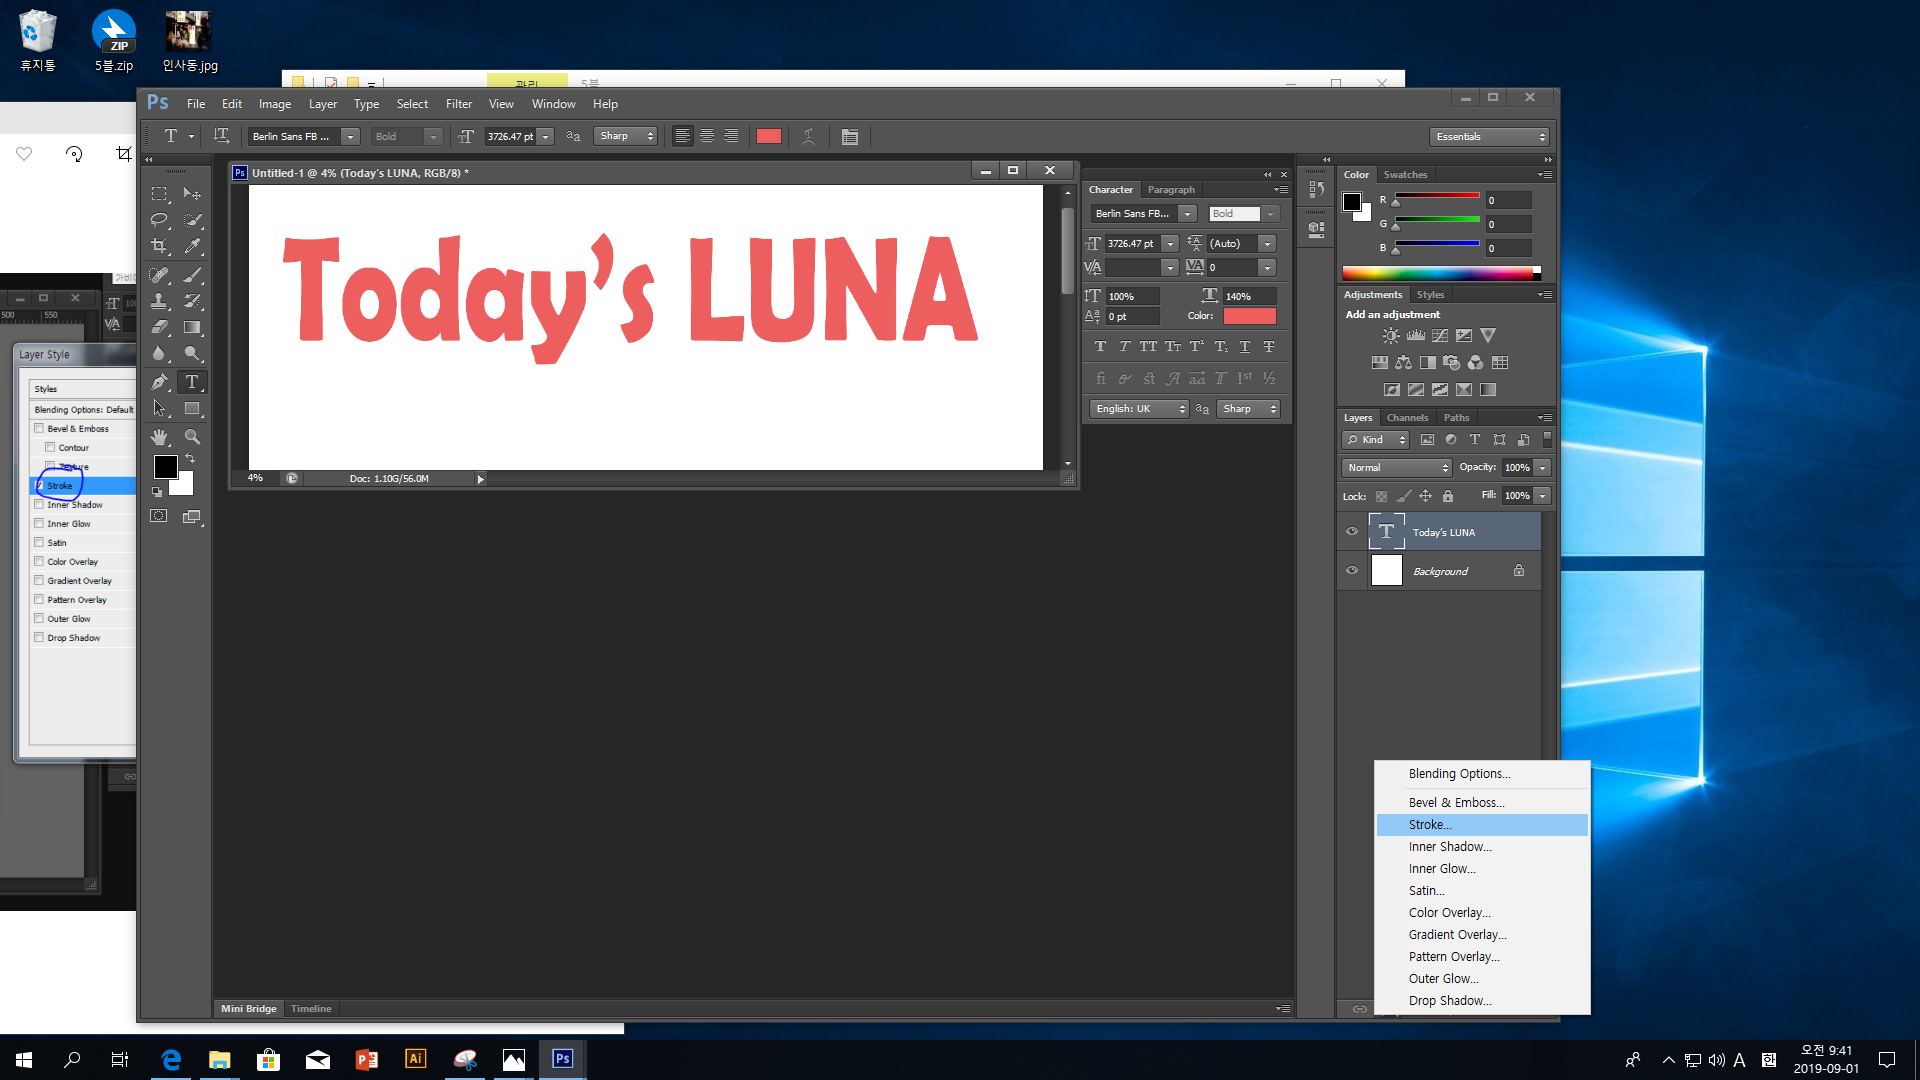 휴지통
5블.zip
인사동.jpg
ZIP
관리
5블
Ps
File Edit Image Layer Type Select Filter View Window Help
T Berlin Sans FB ... Bold 3726.47 pt aa Sharp Essentials
Ps Untitled-1 @ 4% (Today's LUNA, RGB/8) *
Today's LUNA
4% Doc: 1.10G/56.0M
Character Paragraph
Berlin Sans FB... Bold
3726.47 pt (Auto)
0
100% 140%
0 pt Color:
English: UK aa Sharp
Color Swatches
R 0
G 0
B 0
Adjustments Styles
Add an adjustment
Layers Channels Paths
Kind
Normal Opacity: 100%
Lock: Fill: 100%
Today's LUNA
Background
Blending Options...
Bevel & Emboss...
Stroke...
Inner Shadow...
Inner Glow...
Satin...
Color Overlay...
Gradient Overlay...
Pattern Overlay...
Outer Glow...
Drop Shadow...
500 550
Layer Style
Styles
Blending Options: Default
Bevel & Emboss
Contour
Texture
Stroke
Inner Shadow
Inner Glow
Satin
Color Overlay
Gradient Overlay
Pattern Overlay
Outer Glow
Drop Shadow
Mini Bridge Timeline
Ai Ps
A 한
오전 9:41
2019-09-01